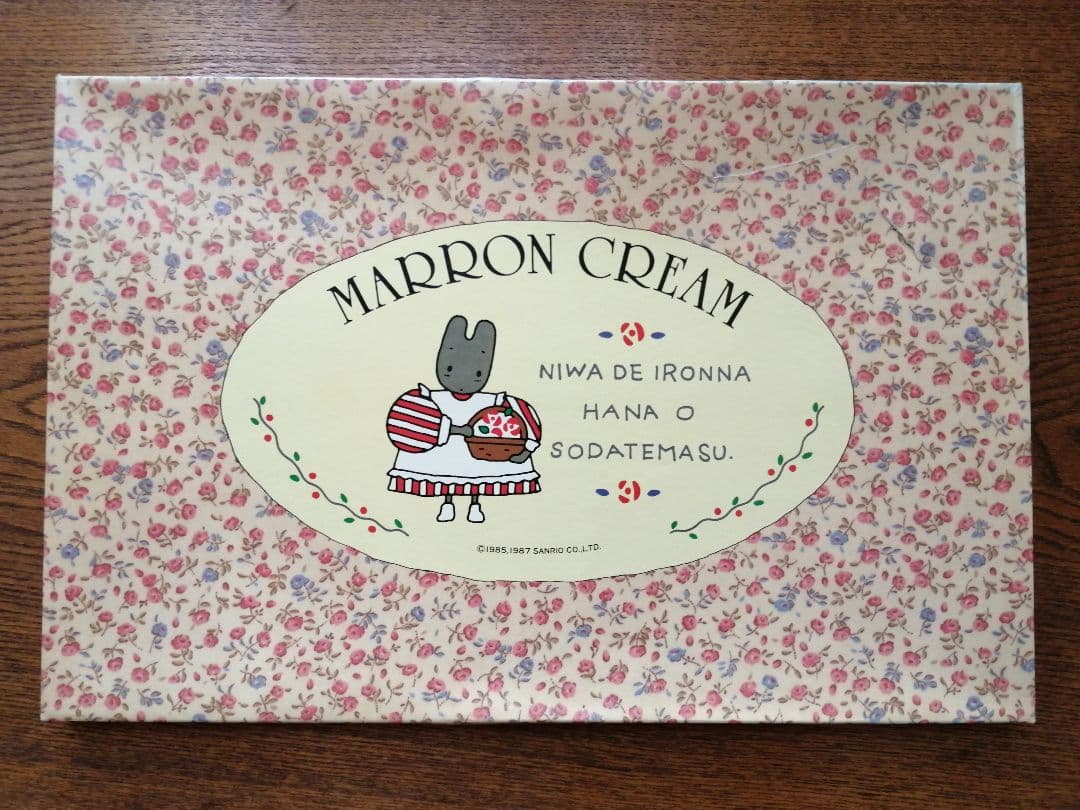 MARRON CREAM
NIWA DE IRONNA
HANA O
SODATEMASU.
©1985,1987 SANRIO CO.,LTD.